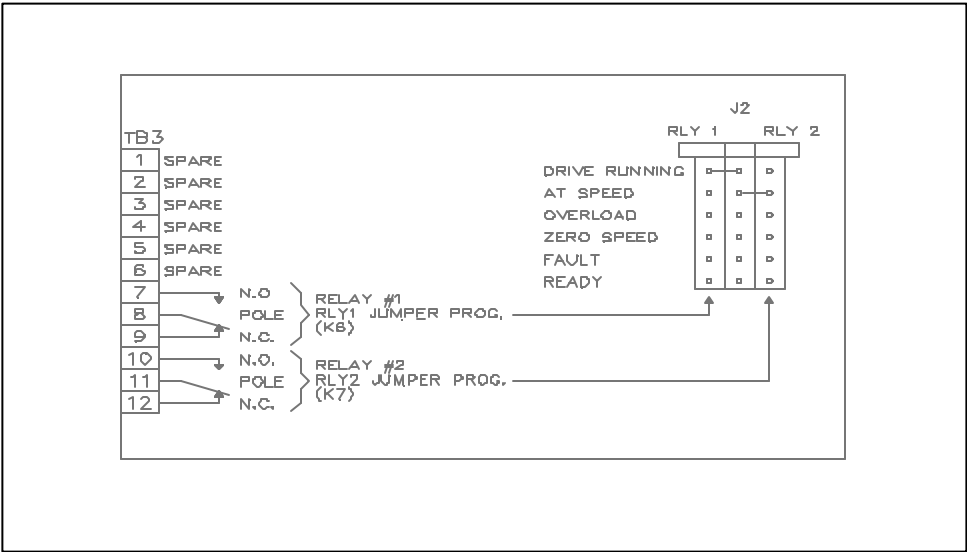 J2
RLY 1 RLY 2
TB3
1 SPARE
2 SPARE
3 SPARE
4 SPARE
5 SPARE
6 SPARE
7
8
9
10
11
12
DRIVE RUNNING
AT SPEED
OVERLOAD
ZERO SPEED
FAULT
READY
N.O
POLE
N.C.
RELAY #1
RLY1 JUMPER PROG.
(K6)
N.O.
POLE
N.C.
RELAY #2
RLY2 JUMPER PROG.
(K7)